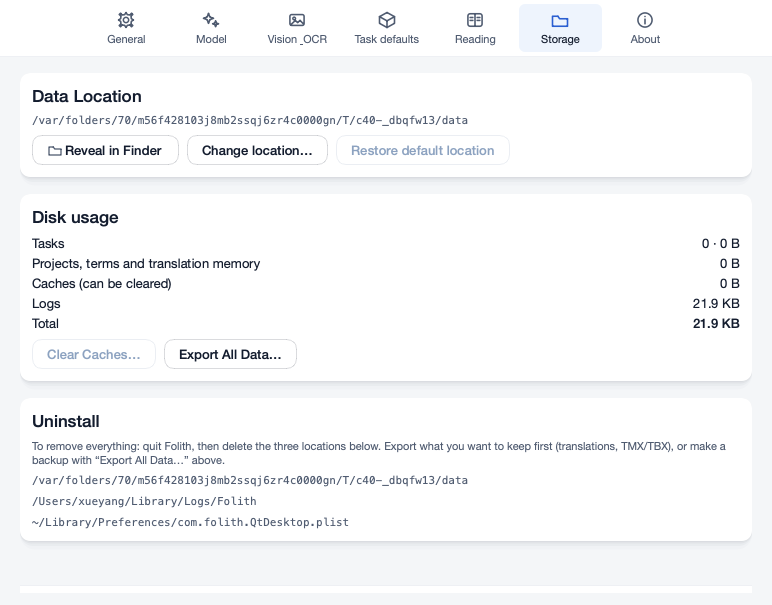 General
Model
Vision _OCR
Task defaults
Reading
Storage
About
Data Location
/var/folders/70/m56f428103j8mb2ssqj6zr4c0000gn/T/c40-_dbqfw13/data
Reveal in Finder
Change location...
Restore default location
Disk usage
Tasks 0 · 0 B
Projects, terms and translation memory 0 B
Caches (can be cleared) 0 B
Logs 21.9 KB
Total 21.9 KB
Clear Caches...
Export All Data...
Uninstall
To remove everything: quit Folith, then delete the three locations below. Export what you want to keep first (translations, TMX/TBX), or make a
backup with “Export All Data...” above.
/var/folders/70/m56f428103j8mb2ssqj6zr4c0000gn/T/c40-_dbqfw13/data
/Users/xueyang/Library/Logs/Folith
~/Library/Preferences/com.folith.QtDesktop.plist